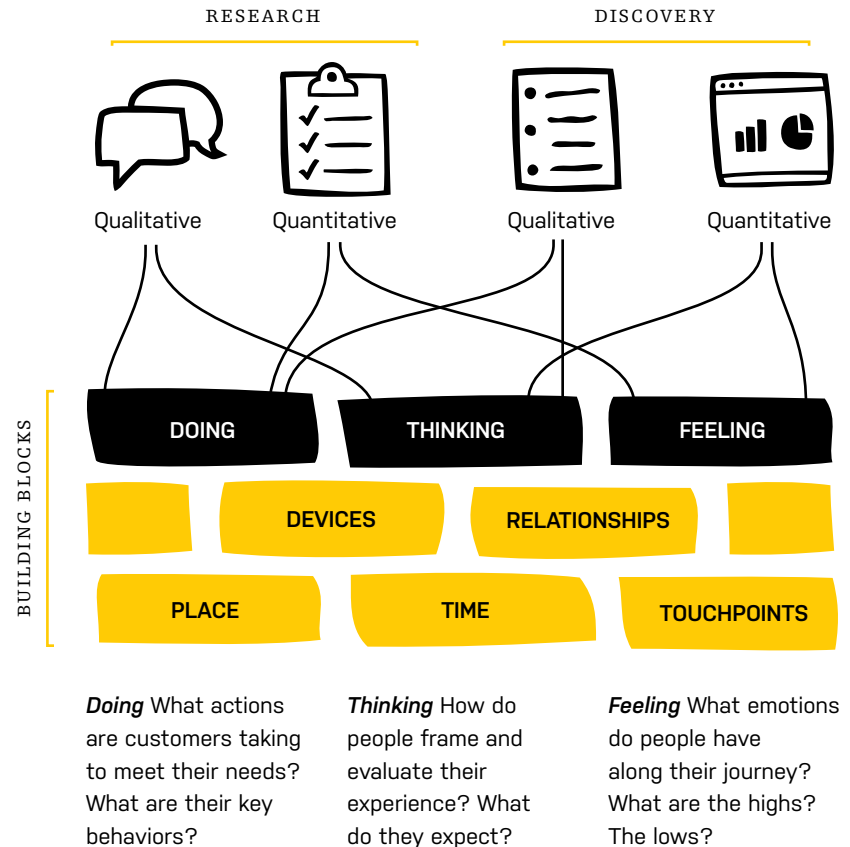 RESEARCH
DISCOVERY
Qualitative
Quantitative
Qualitative
Quantitative
BUILDING BLOCKS
DOING
THINKING
FEELING
DEVICES
RELATIONSHIPS
PLACE
TIME
TOUCHPOINTS
Doing What actions
are customers taking
to meet their needs?
What are their key
behaviors?
Thinking How do
people frame and
evaluate their
experience? What
do they expect?
Feeling What emotions
do people have
along their journey?
What are the highs?
The lows?